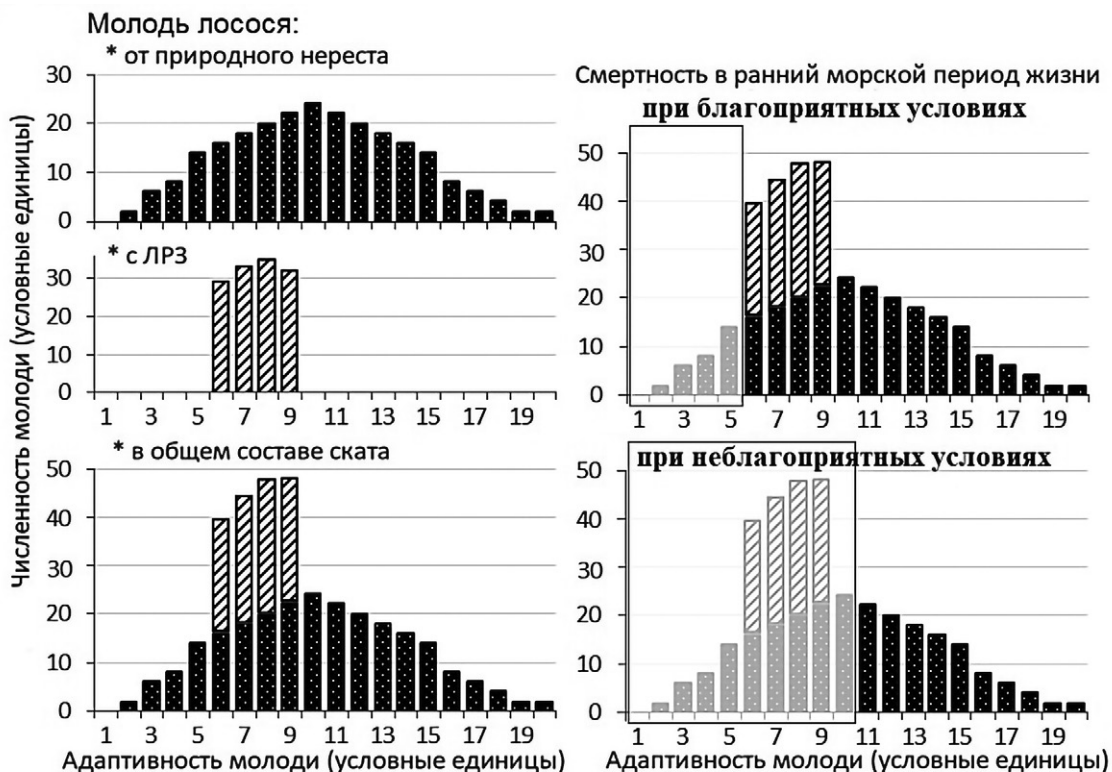 Молодь лосося:
* от природного нереста
Численность молоди (условные единицы)
30
20
10
0
* с ЛРЗ
30
20
10
0
1 3 5 7 9 11 13 15 17 19
* в общем составе ската
50
40
30
20
10
0
1 3 5 7 9 11 13 15 17 19
Адаптивность молоди (условные единицы)
Смертность в ранний морской период жизни
при благоприятных условиях
50
40
30
20
10
0
1 3 5 7 9 11 13 15 17 19
при неблагоприятных условиях
50
40
30
20
10
0
1 3 5 7 9 11 13 15 17 19
Адаптивность молоди (условные единицы)